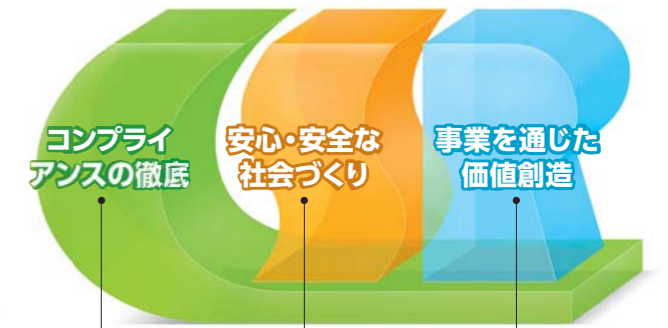 CSR
コンプライ
アンスの徹底
安心・安全な
社会づくり
事業を通じた
価値創造